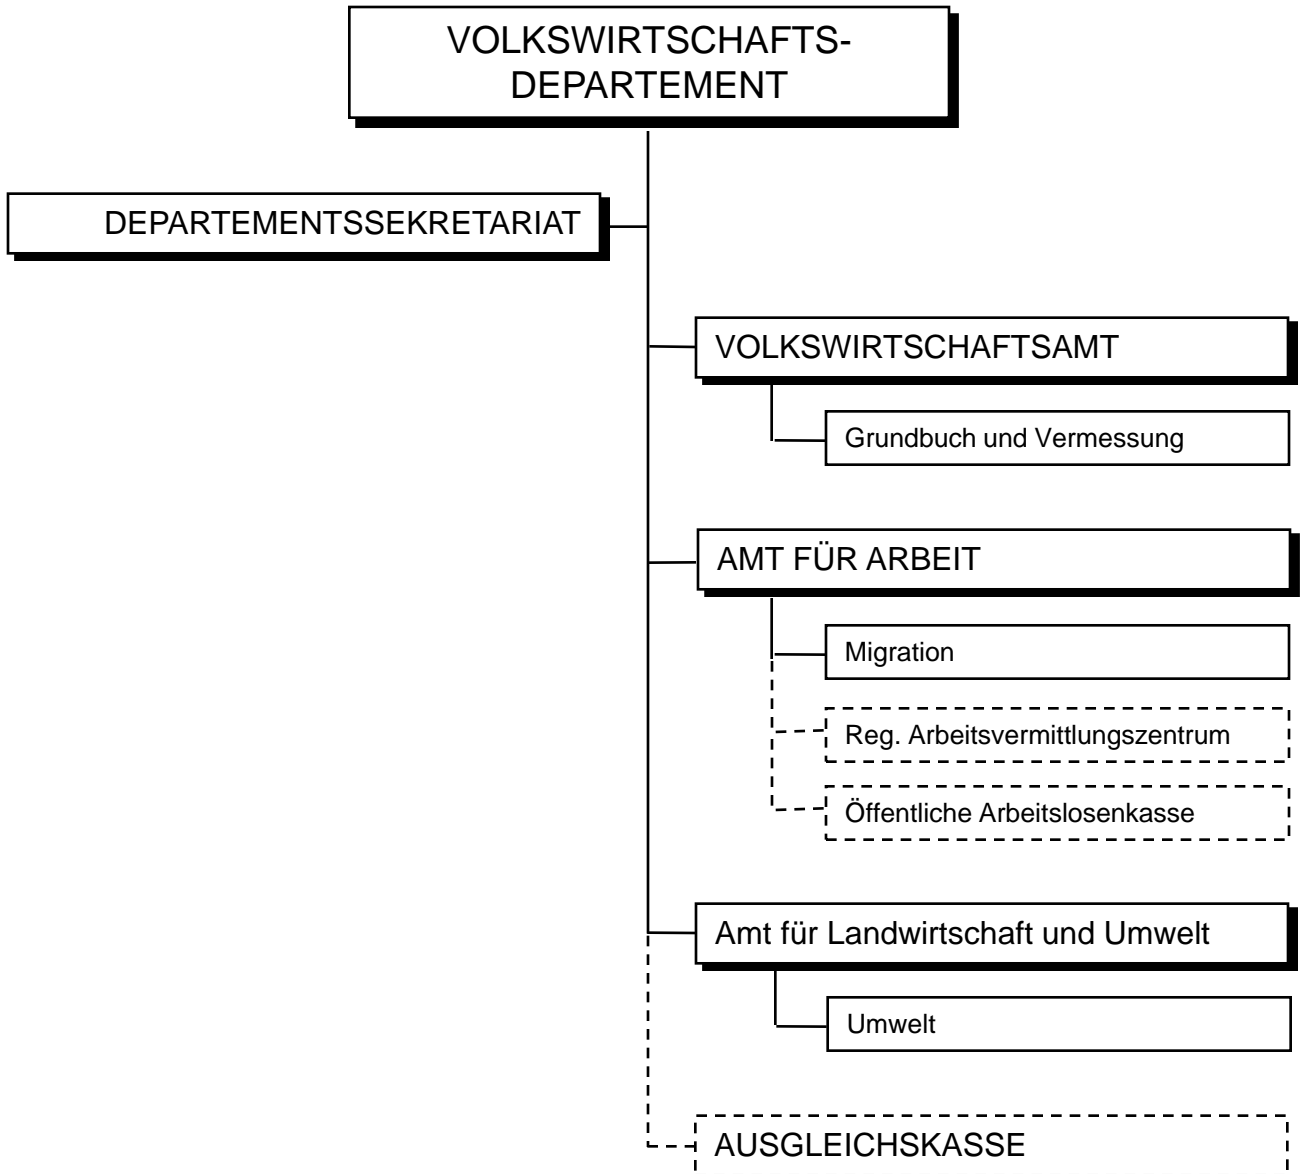 VOLKSWIRTSCHAFTS-
DEPARTEMENT
DEPARTEMENTSSEKRETARIAT
VOLKSWIRTSCHAFTSAMT
Grundbuch und Vermessung
AMT FÜR ARBEIT
Migration
Reg. Arbeitsvermittlungszentrum
Öffentliche Arbeitslosenkasse
Amt für Landwirtschaft und Umwelt
Umwelt
AUSGLEICHSKASSE